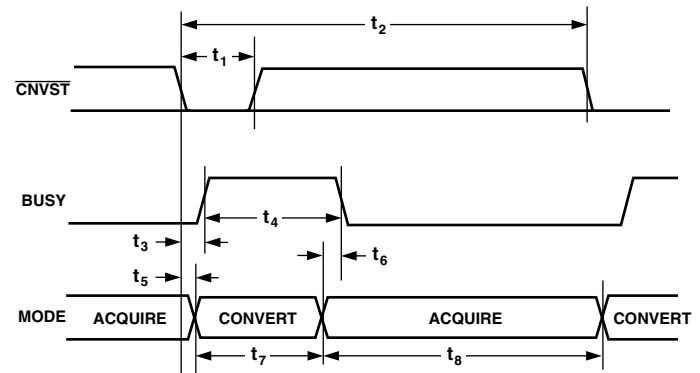 t2
t1
CNVST
BUSY
t4
t3
t6
t5
MODE ACQUIRE CONVERT ACQUIRE CONVERT
t7 t8